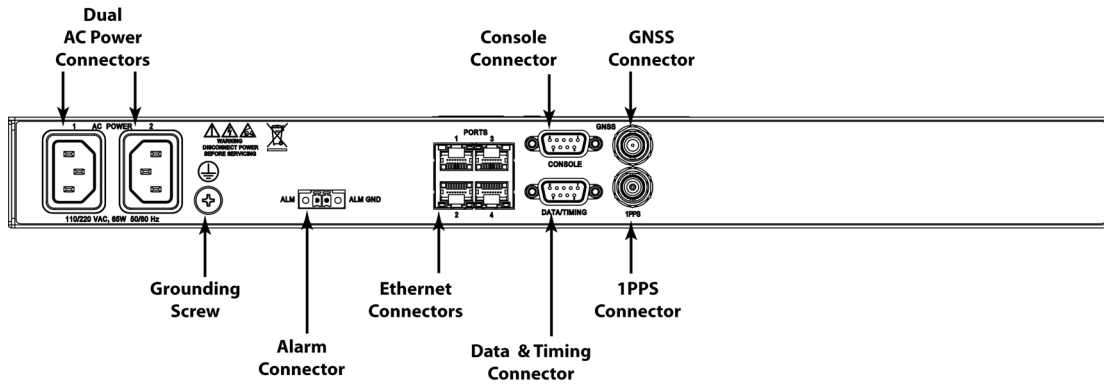 Dual
AC Power
Connectors
Console
Connector
GNSS
Connector
1 AC POWER 2
WARNING
DISCONNECT POWER
BEFORE SERVICING
110/220 VAC, 65W 50/60 Hz
ALM
ALM GND
PORTS
1 3
2 4
CONSOLE
DATA/TIMING
GNSS
1PPS
Grounding
Screw
Alarm
Connector
Ethernet
Connectors
Data & Timing
Connector
1PPS
Connector